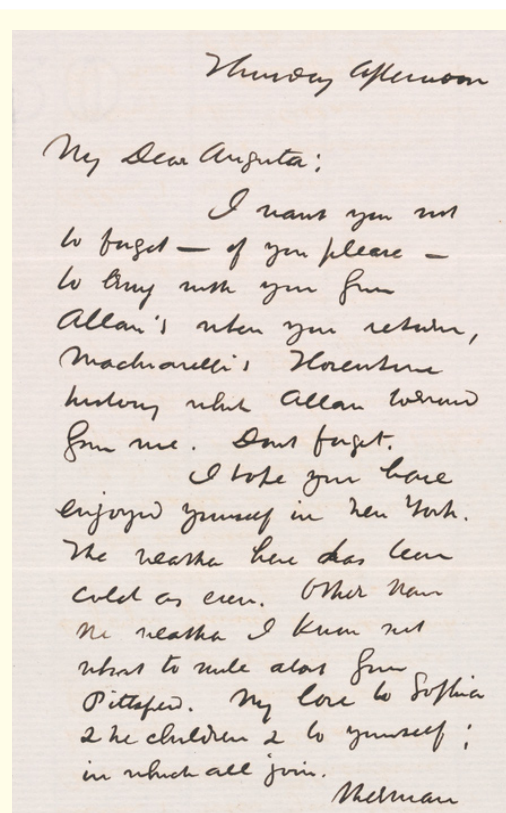 Thursday Afternoon
My Dear Augusta:
I want you not
to forget — if you please —
to bring with you from
Allan's when you return,
Machiavelli's Florentine
history which Allan borrowed
from me. Dont forget.
I hope you have
enjoyed yourself in New York.
The weather here has been
cold as ever. Other than
the weather I know not
what to write about from
Pittsfield. My love to Sophia
& the children & to yourself;
in which all join.
Herman